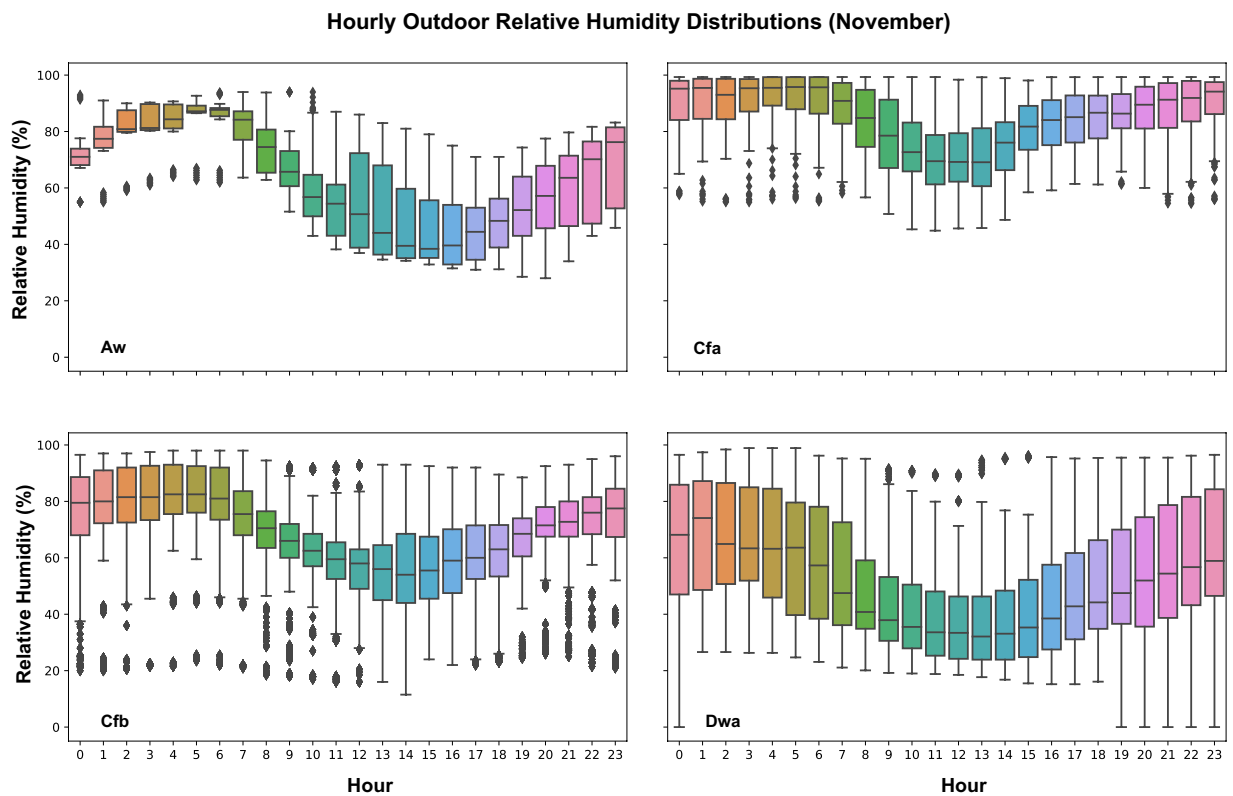 Hourly Outdoor Relative Humidity Distributions (November)
Relative Humidity (%)
100
80
60
40
20
0
Aw
Cfa
Relative Humidity (%)
100
80
60
40
20
0
Cfb
Dwa
0 1 2 3 4 5 6 7 8 9 10 11 12 13 14 15 16 17 18 19 20 21 22 23
0 1 2 3 4 5 6 7 8 9 10 11 12 13 14 15 16 17 18 19 20 21 22 23
Hour
Hour